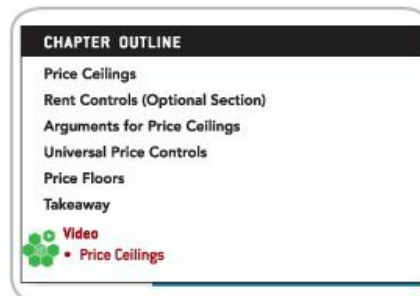 CHAPTER OUTLINE
Price Ceilings
Rent Controls (Optional Section)
Arguments for Price Ceilings
Universal Price Controls
Price Floors
Takeaway
Video
• Price Ceilings